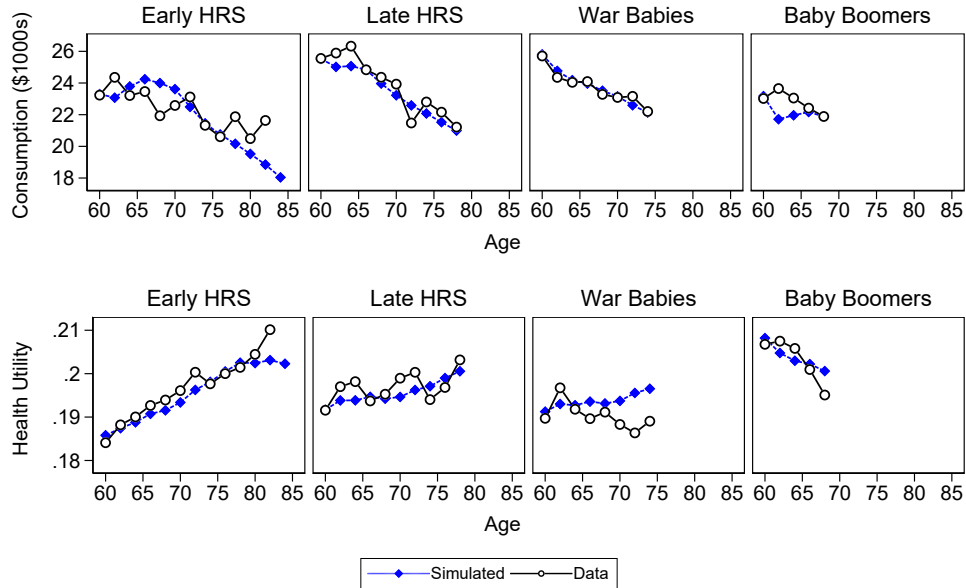 Early HRS Late HRS War Babies Baby Boomers
Consumption ($1000s)
26
24
22
20
18
60 65 70 75 80 85 60 65 70 75 80 85 60 65 70 75 80 85 60 65 70 75 80 85
Age
Early HRS Late HRS War Babies Baby Boomers
Health Utility
.21
.2
.19
.18
60 65 70 75 80 85 60 65 70 75 80 85 60 65 70 75 80 85 60 65 70 75 80 85
Age
Simulated Data